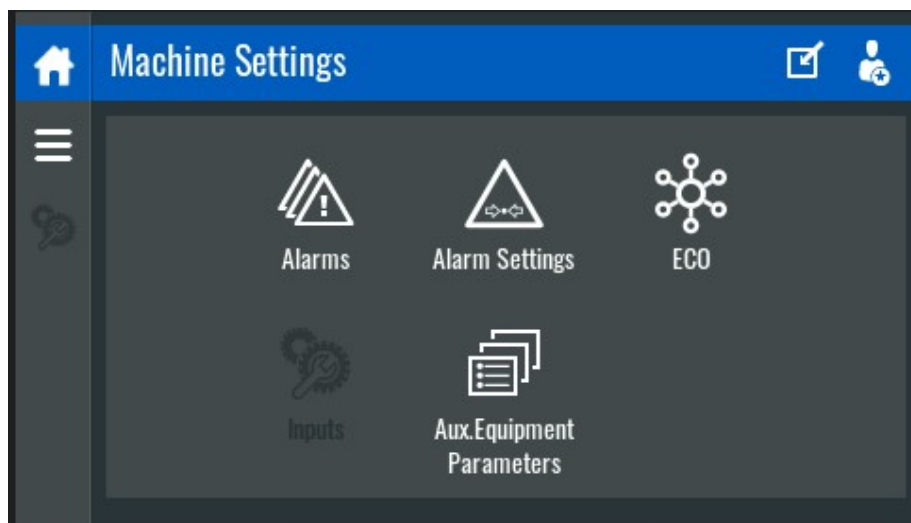 Machine Settings
Alarms
Alarm Settings
ECO
Inputs
Aux.Equipment
Parameters